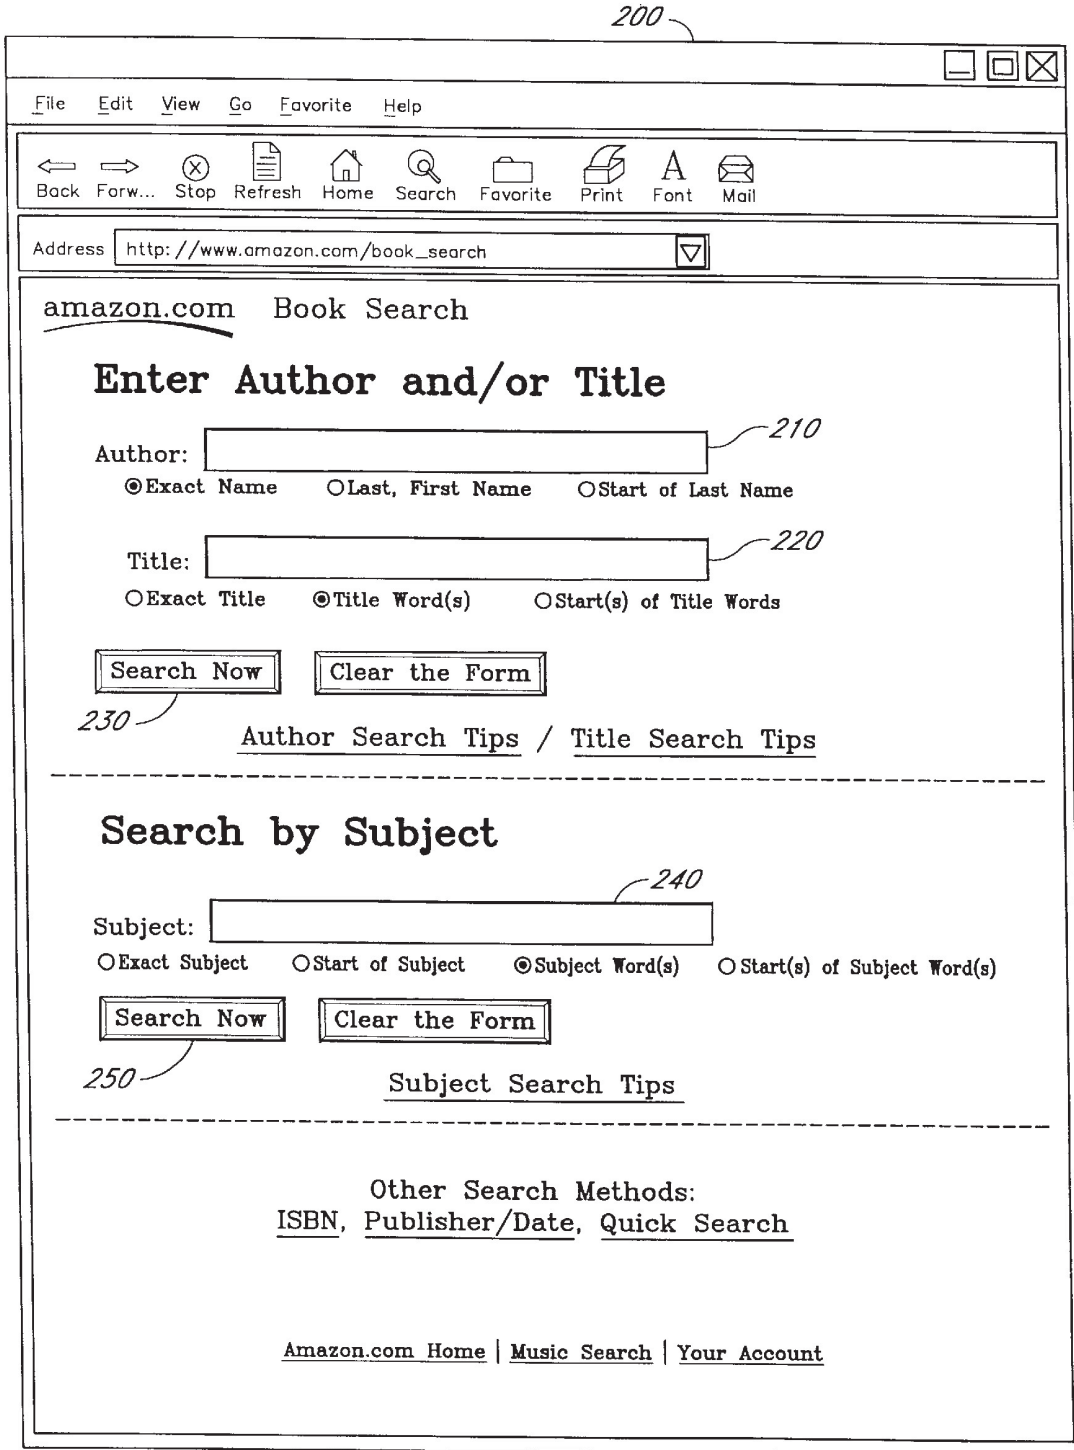 200
File Edit View Go Favorite Help
Back Forw... Stop Refresh Home Search Favorite Print Font Mail
Address http: //www.amazon.com/book_search
amazon.com Book Search
Enter Author and/or Title
210
Author:
Exact Name Last, First Name Start of Last Name
220
Title:
Exact Title Title Word(s) Start(s) of Title Words
Search Now Clear the Form
230
Author Search Tips / Title Search Tips
Search by Subject
240
Subject:
Exact Subject Start of Subject Subject Word(s) Start(s) of Subject Word(s)
Search Now Clear the Form
250
Subject Search Tips
Other Search Methods:
ISBN, Publisher/Date, Quick Search
Amazon.com Home | Music Search | Your Account